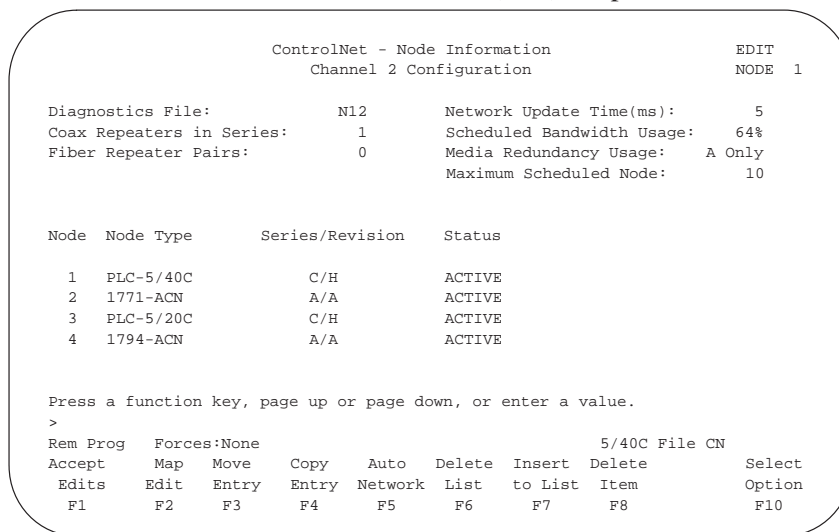 ControlNet - Node Information EDIT
Channel 2 Configuration NODE 1
Diagnostics File: N12 Network Update Time(ms): 5
Coax Repeaters in Series: 1 Scheduled Bandwidth Usage: 64%
Fiber Repeater Pairs: 0 Media Redundancy Usage: A Only
Maximum Scheduled Node: 10
Node Node Type Series/Revision Status
1 PLC-5/40C C/H ACTIVE
2 1771-ACN A/A ACTIVE
3 PLC-5/20C C/H ACTIVE
4 1794-ACN A/A ACTIVE
Press a function key, page up or page down, or enter a value.
>
Rem Prog Forces:None 5/40C File CN
Accept Map Move Copy Auto Delete Insert Delete Select
Edits Edit Entry Entry Network List to List Item Option
F1 F2 F3 F4 F5 F6 F7 F8 F10